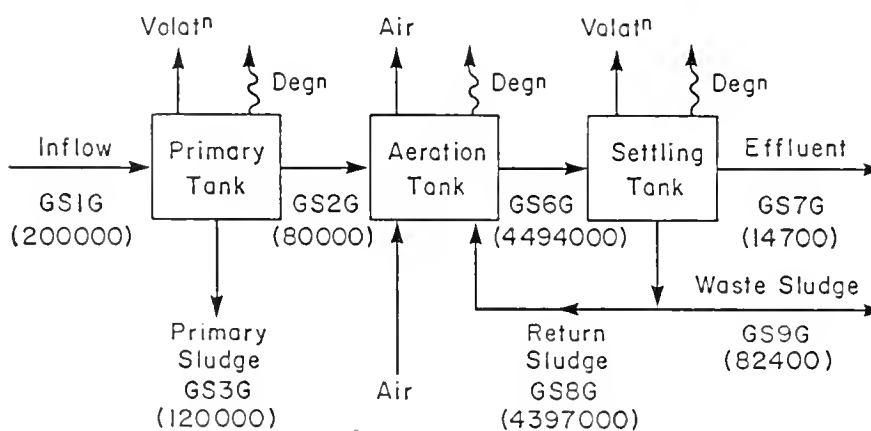 Volatⁿ
Air
Volatⁿ
Degn
Degn
Degn
Inflow
Primary
Tank
Aeration
Tank
Settling
Tank
Effluent
GS1G
(200000)
GS2G
(80000)
GS6G
(4494000)
GS7G
(14700)
Primary
Sludge
GS3G
(120000)
Air
Return
Sludge
GS8G
(4397000)
Waste Sludge
GS9G
(82400)